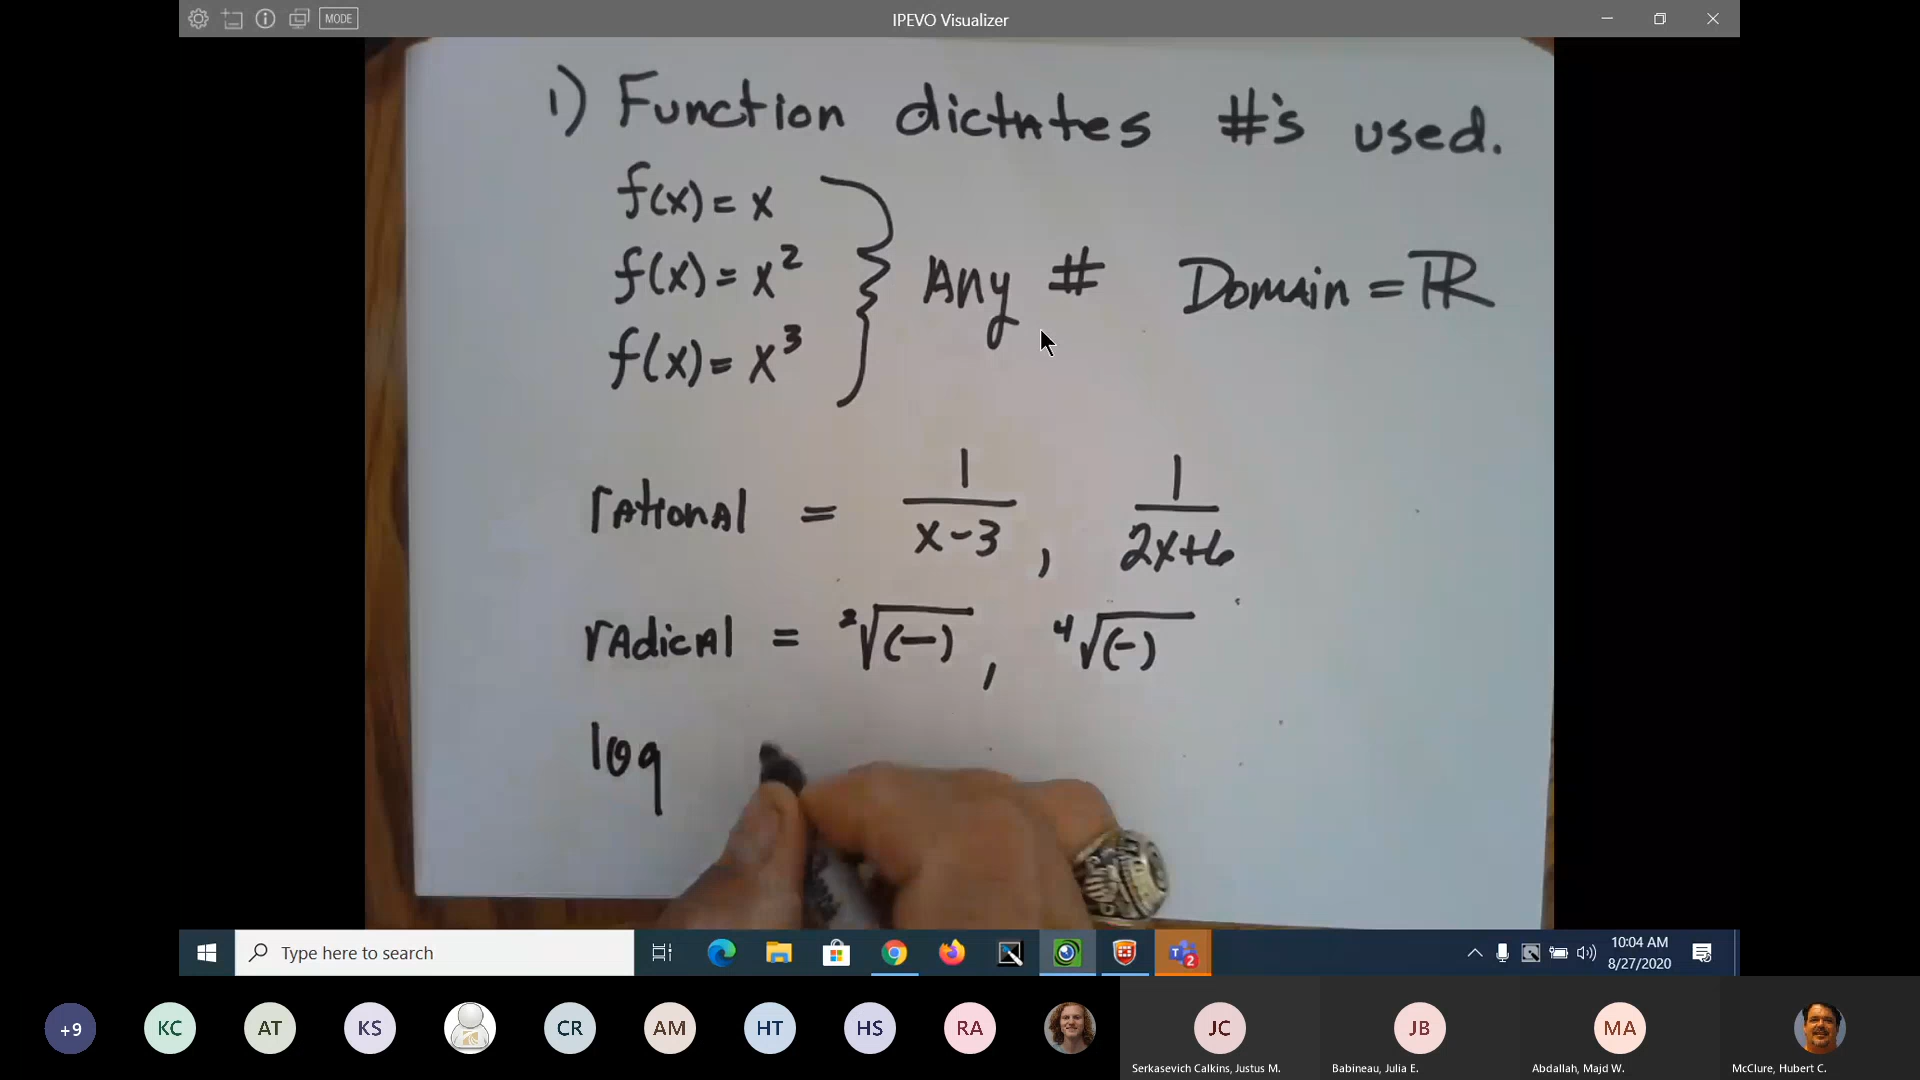 MODE
IPEVO Visualizer
1) Function dictates #'s used.
f(x) = x
f(x) = x²
f(x) = x³
Any # Domain = ℝ
rational = 1/(x-3), 1/(2x+6)
radical = ²√(-), ⁴√(-)
log
Type here to search
2
10:04 AM
8/27/2020
+9
KC
AT
KS
CR
AM
HT
HS
RA
JC
JB
MA
Serkasevich Calkins, Justus M.
Babineau, Julia E.
Abdallah, Majd W.
McClure, Hubert C.